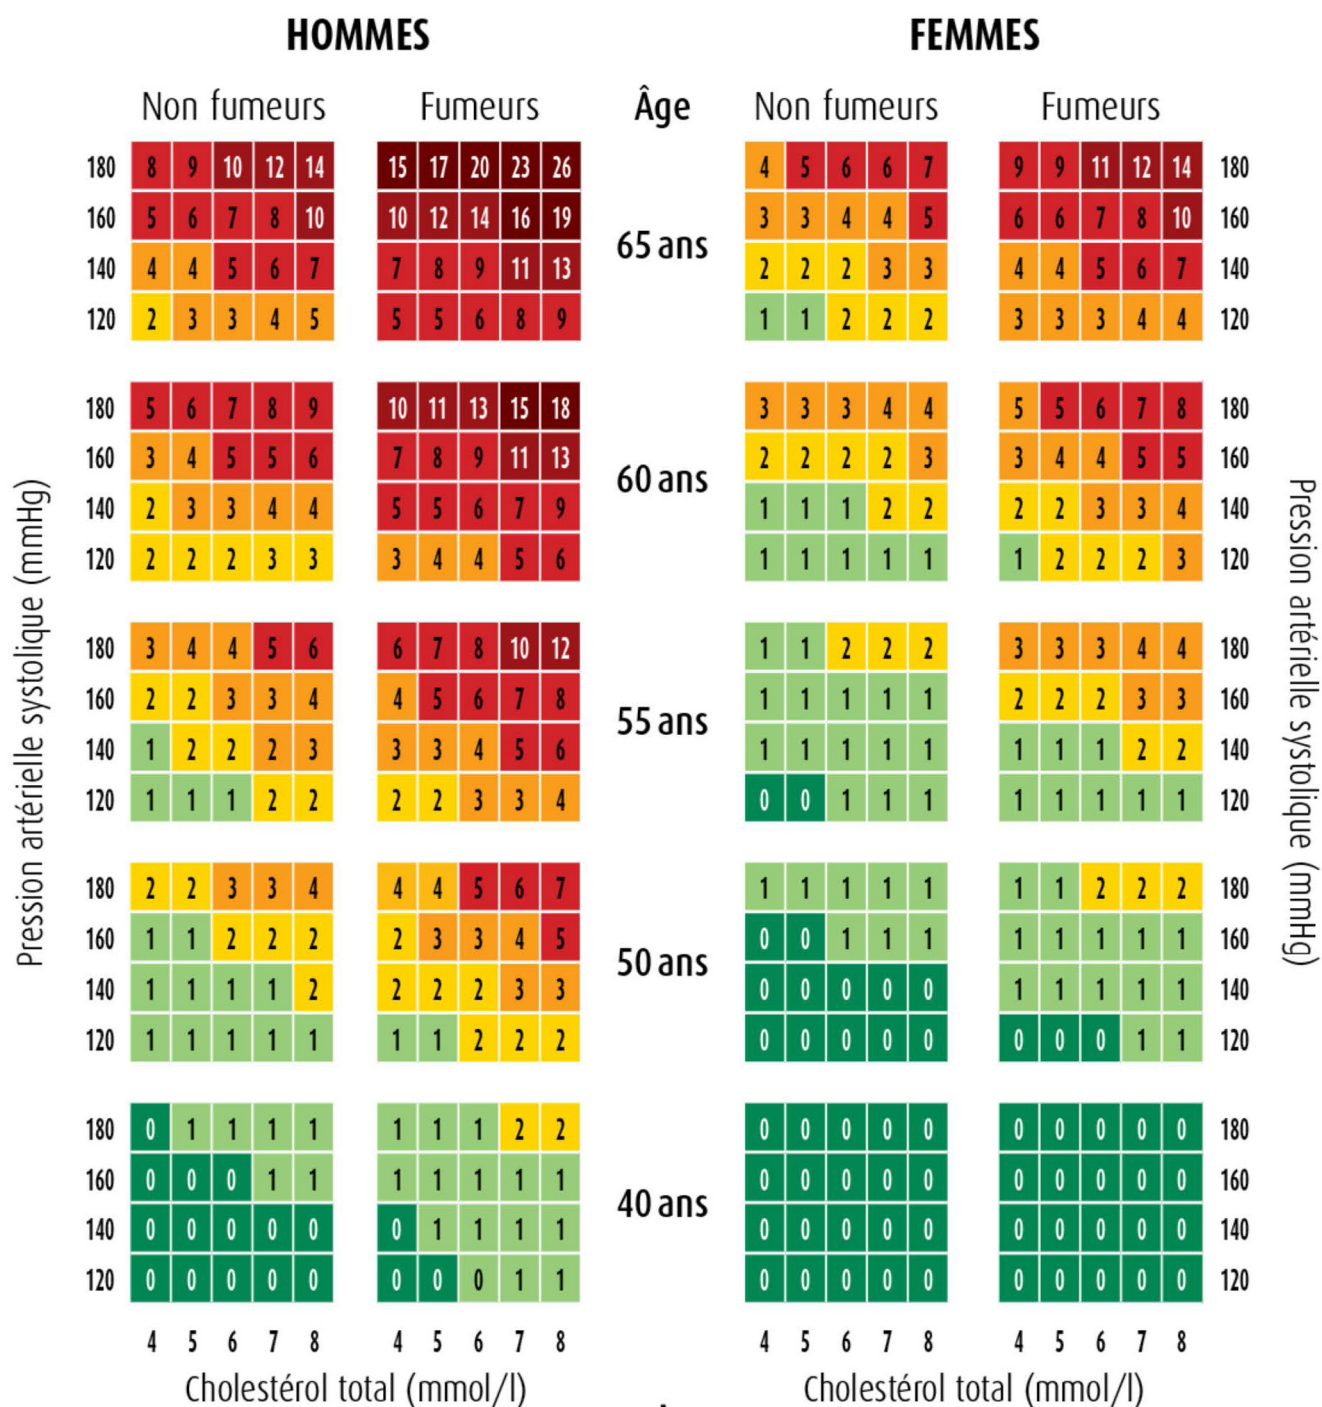 HOMMES FEMMES
Non fumeurs Fumeurs Âge Non fumeurs Fumeurs
180 8 9 10 12 14 15 17 20 23 26 4 5 6 6 7 9 9 11 12 14 180
160 5 6 7 8 10 10 12 14 16 19 3 3 4 4 5 6 6 7 8 10 160
65 ans
140 4 4 5 6 7 7 8 9 11 13 2 2 2 3 3 4 4 5 6 7 140
120 2 3 3 4 5 5 5 6 8 9 1 1 2 2 2 3 3 3 4 4 120
180 5 6 7 8 9 10 11 13 15 18 3 3 3 4 4 5 5 6 7 8 180
160 3 4 5 5 6 7 8 9 11 13 2 2 2 2 3 3 4 4 5 5 160
60 ans
140 2 3 3 4 4 5 5 6 7 9 1 1 1 2 2 2 2 3 3 4 140
120 2 2 2 3 3 3 4 4 5 6 1 1 1 1 1 1 2 2 2 3 120
180 3 4 4 5 6 6 7 8 10 12 1 1 2 2 2 3 3 3 4 4 180
160 2 2 3 3 4 4 5 6 7 8 1 1 1 1 1 2 2 2 3 3 160
55 ans
140 1 2 2 2 3 3 3 4 5 6 1 1 1 1 1 1 1 1 2 2 140
120 1 1 1 2 2 2 2 3 3 4 0 0 1 1 1 1 1 1 1 1 120
180 2 2 3 3 4 4 4 5 6 7 1 1 1 1 1 1 1 2 2 2 180
160 1 1 2 2 2 2 3 3 4 5 0 0 1 1 1 1 1 1 1 1 160
50 ans
140 1 1 1 1 2 2 2 2 3 3 0 0 0 0 0 1 1 1 1 1 140
120 1 1 1 1 1 1 1 2 2 2 0 0 0 0 0 0 0 0 1 1 120
180 0 1 1 1 1 1 1 1 2 2 0 0 0 0 0 0 0 0 0 0 180
160 0 0 0 1 1 1 1 1 1 1 0 0 0 0 0 0 0 0 0 0 160
40 ans
140 0 0 0 0 0 0 1 1 1 1 0 0 0 0 0 0 0 0 0 0 140
120 0 0 0 0 0 0 0 0 1 1 0 0 0 0 0 0 0 0 0 0 120
4 5 6 7 8 4 5 6 7 8 4 5 6 7 8 4 5 6 7 8
Cholestérol total (mmol/l) Cholestérol total (mmol/l)
Pression artérielle systolique (mmHg)
Pression artérielle systolique (mmHg)